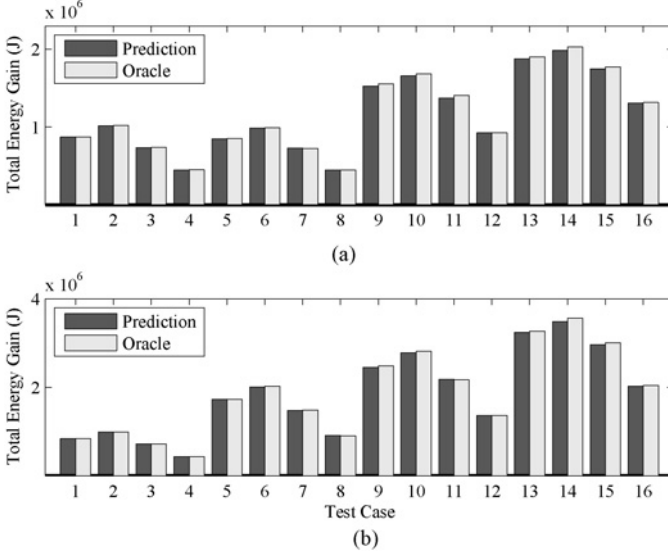 x 10^6
Total Energy Gain (J)
2
1
Prediction
Oracle
1 2 3 4 5 6 7 8 9 10 11 12 13 14 15 16
(a)
x 10^6
Total Energy Gain (J)
4
2
Prediction
Oracle
1 2 3 4 5 6 7 8 9 10 11 12 13 14 15 16
Test Case
(b)